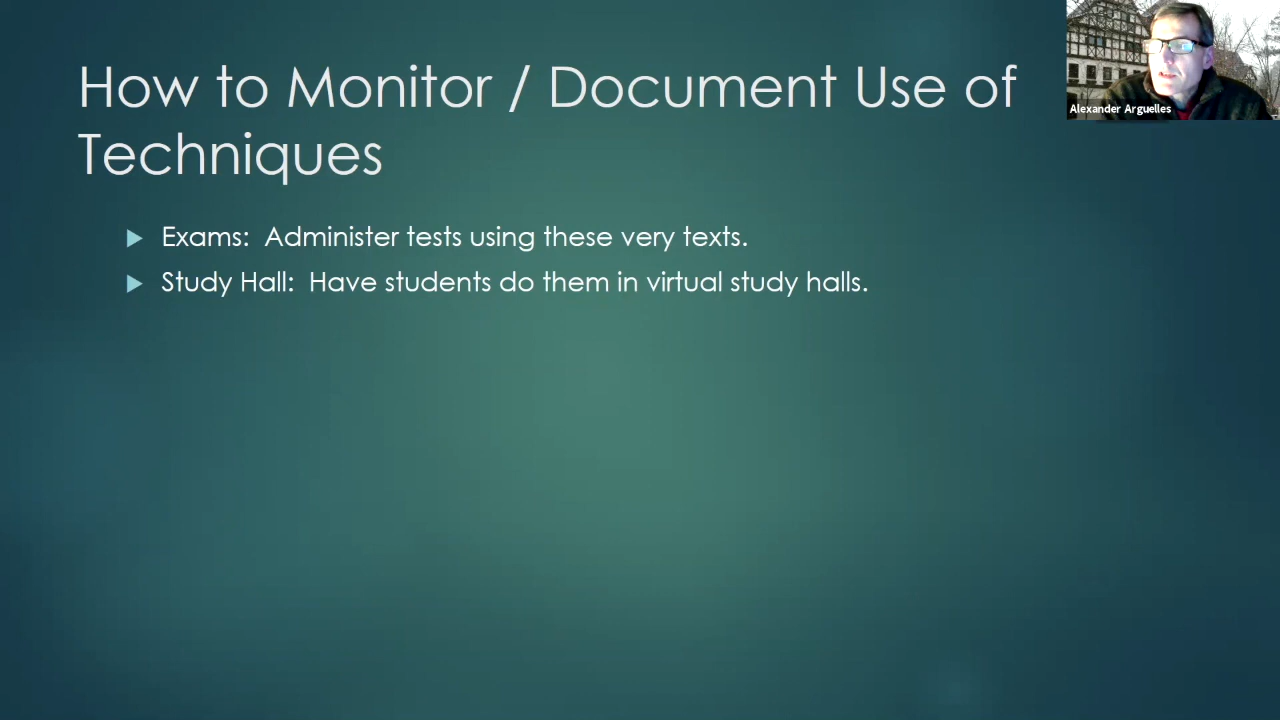 How to Monitor / Document Use of
Techniques
Alexander Arguelles
Exams:  Administer tests using these very texts.
Study Hall:  Have students do them in virtual study halls.